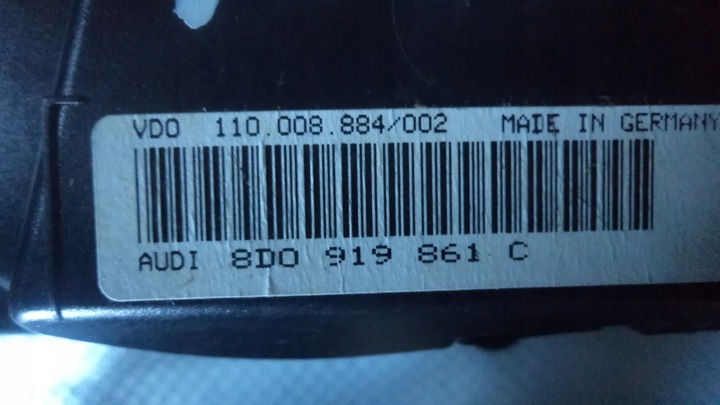 VDO 110.008.884/002 MADE IN GERMANY
AUDI 8D0 919 861 C